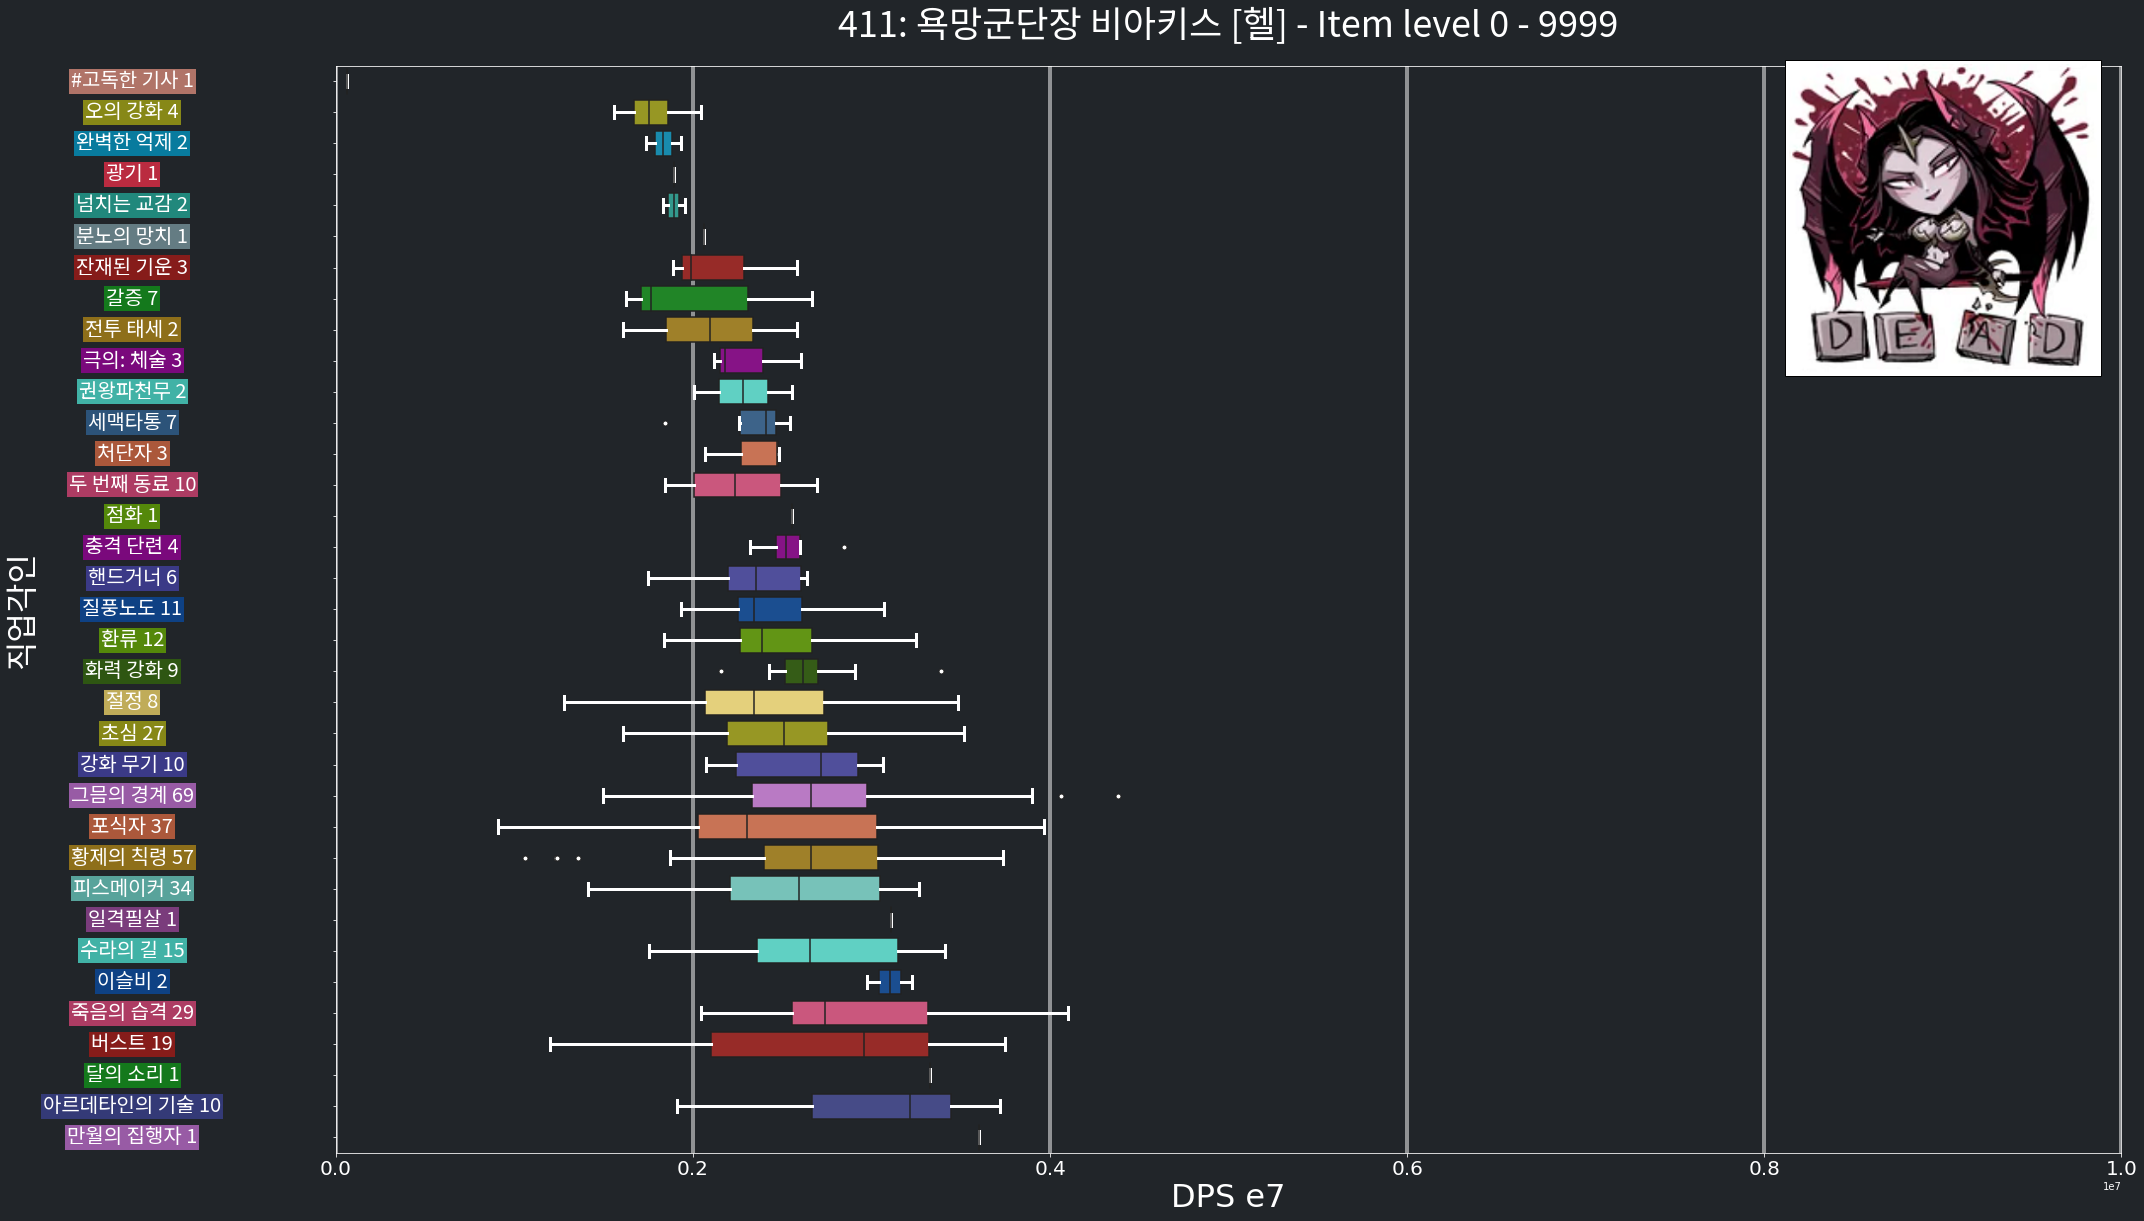 411: 욕망군단장 비아키스 [헬] - Item level 0 - 9999
#고독한 기사 1
오의 강화 4
완벽한 억제 2
광기 1
넘치는 교감 2
분노의 망치 1
잔재된 기운 3
갈증 7
전투 태세 2
극의: 체술 3
권왕파천무 2
세맥타통 7
처단자 3
두 번째 동료 10
점화 1
충격 단련 4
핸드거너 6
질풍노도 11
환류 12
화력 강화 9
절정 8
초심 27
강화 무기 10
그믐의 경계 69
포식자 37
황제의 칙령 57
피스메이커 34
일격필살 1
수라의 길 15
이슬비 2
죽음의 습격 29
버스트 19
달의 소리 1
아르데타인의 기술 10
만월의 집행자 1
직업각인
0.0 0.2 0.4 0.6 0.8 1.0
1e7
DPS e7
D E A D